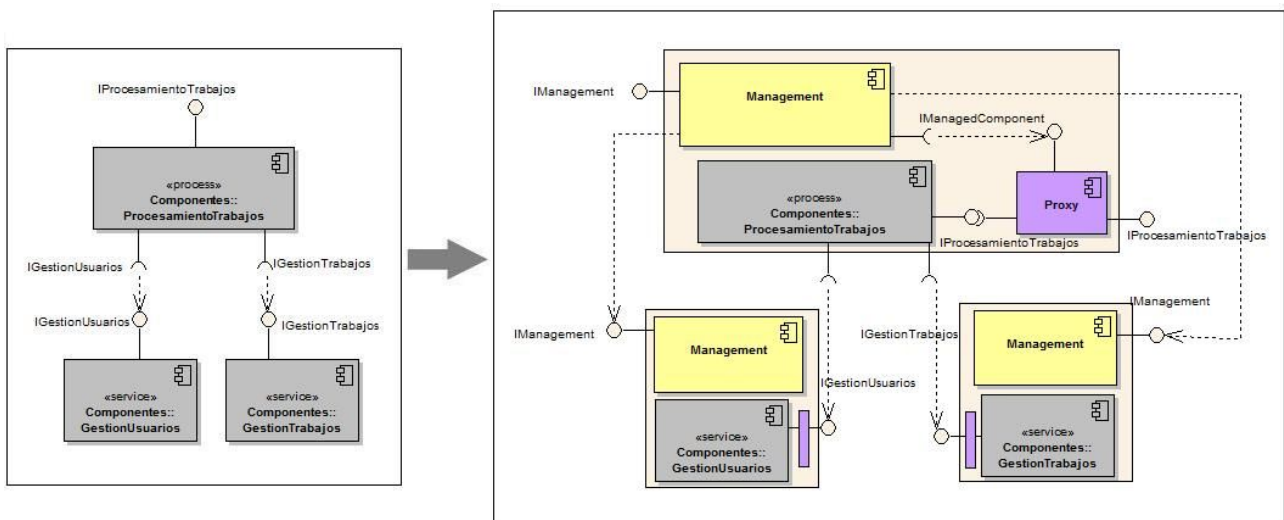 IProcesamientoTrabajos
«process»
Componentes::
ProcesamientoTrabajos
IGestionUsuarios
IGestionTrabajos
IGestionUsuarios
IGestionTrabajos
«service»
Componentes::
GestionUsuarios
«service»
Componentes::
GestionTrabajos
IManagement
Management
IManagedComponent
«process»
Componentes::
ProcesamientoTrabajos
Proxy
IProcesamientoTrabajos
IProcesamientoTrabajos
IManagement
Management
IGestionUsuarios
«service»
Componentes::
GestionUsuarios
IGestionTrabajos
IManagement
Management
«service»
Componentes::
GestionTrabajos